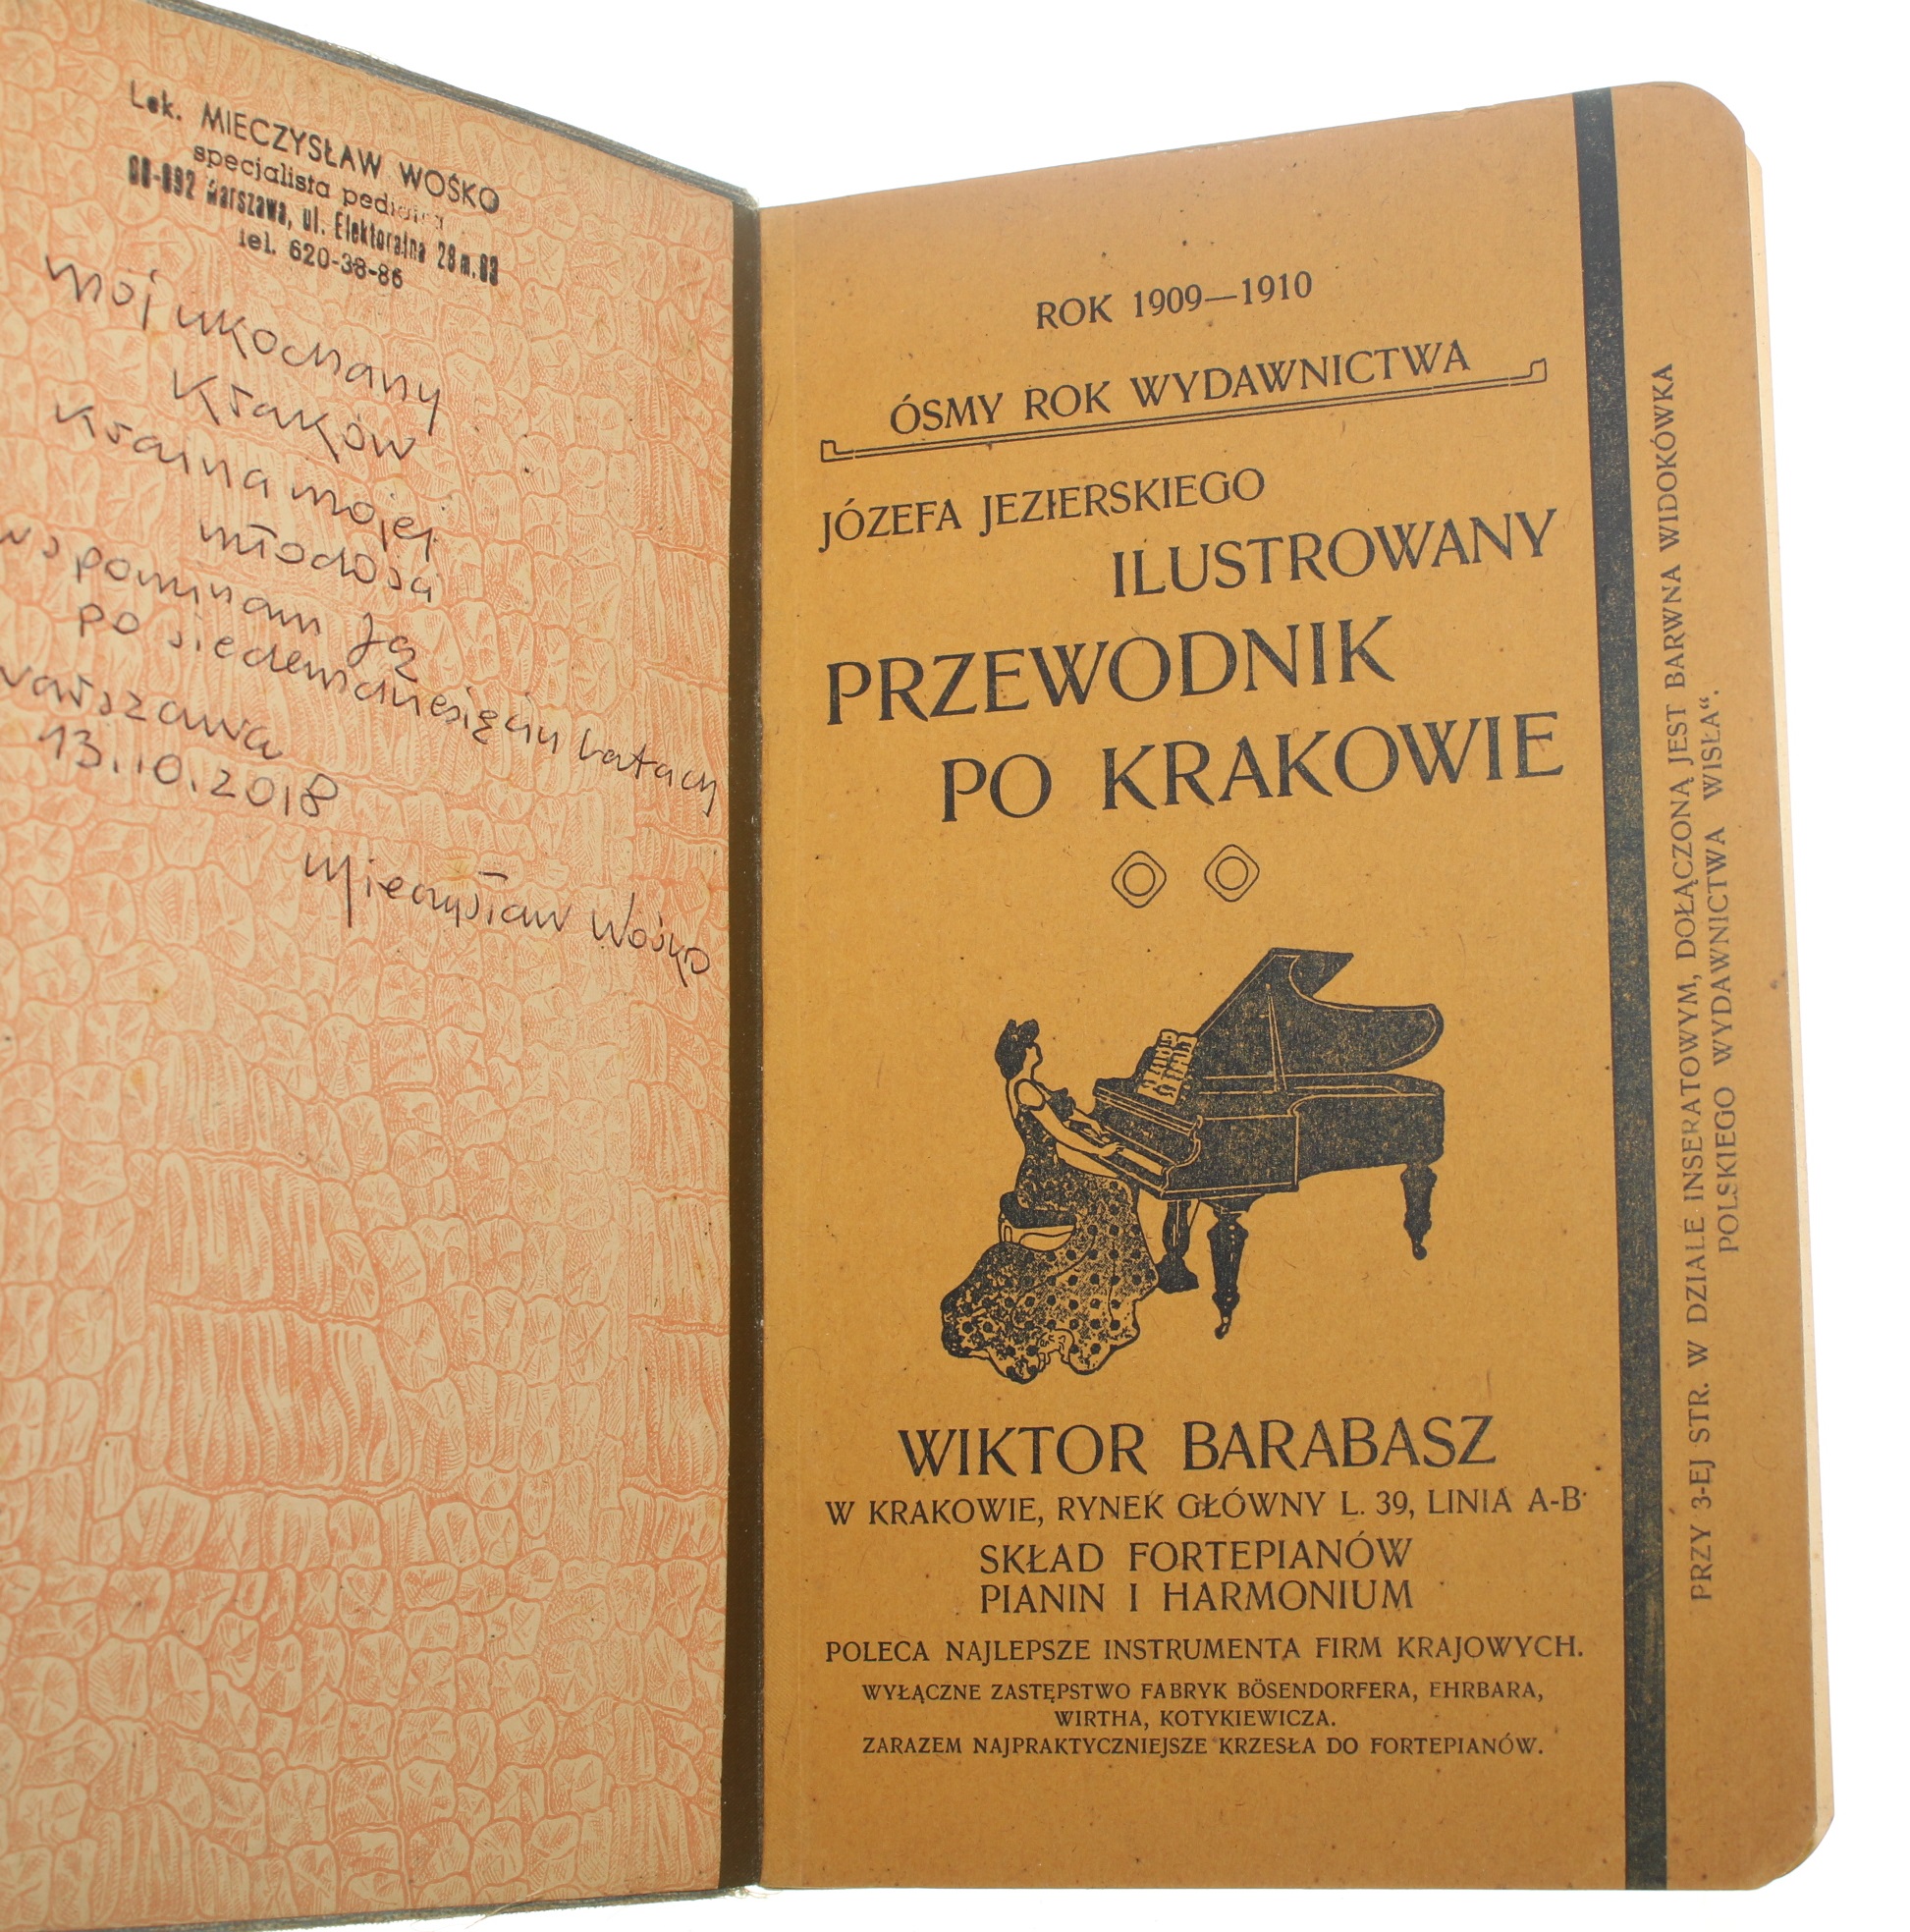 Lek. MIECZYSŁAW WOŚKO
specjalista pediatra
00-892 Warszawa, ul. Elektoralna 28 m.
tel. 620-38-86
mój ukochany
Kraków
Kraina mojej
młodości
wspominam ją
po siedemdziesięciu latach
Warszawa
13.10.2018
Mieczysław Wośko
ROK 1909—1910
ÓSMY ROK WYDAWNICTWA
JÓZEFA JEZIERSKIEGO
ILUSTROWANY
PRZEWODNIK
PO KRAKOWIE
WIKTOR BARABASZ
W KRAKOWIE, RYNEK GŁÓWNY L. 39, LINIA A-B
SKŁAD FORTEPIANÓW
PIANIN I HARMONIUM
POLECA NAJLEPSZE INSTRUMENTA FIRM KRAJOWYCH.
WYŁĄCZNE ZASTĘPSTWO FABRYK BÖSENDORFERA, EHRBARA,
WIRTHA, KOTYKIEWICZA.
ZARAZEM NAJPRAKTYCZNIEJSZE KRZESŁA DO FORTEPIANÓW.
PRZY 3-EJ STR. W DZIALE INSERATOWYM, DOŁĄCZONĄ JEST BARWNA WIDOKÓWKA
POLSKIEGO WYDAWNICTWA WISŁA“.